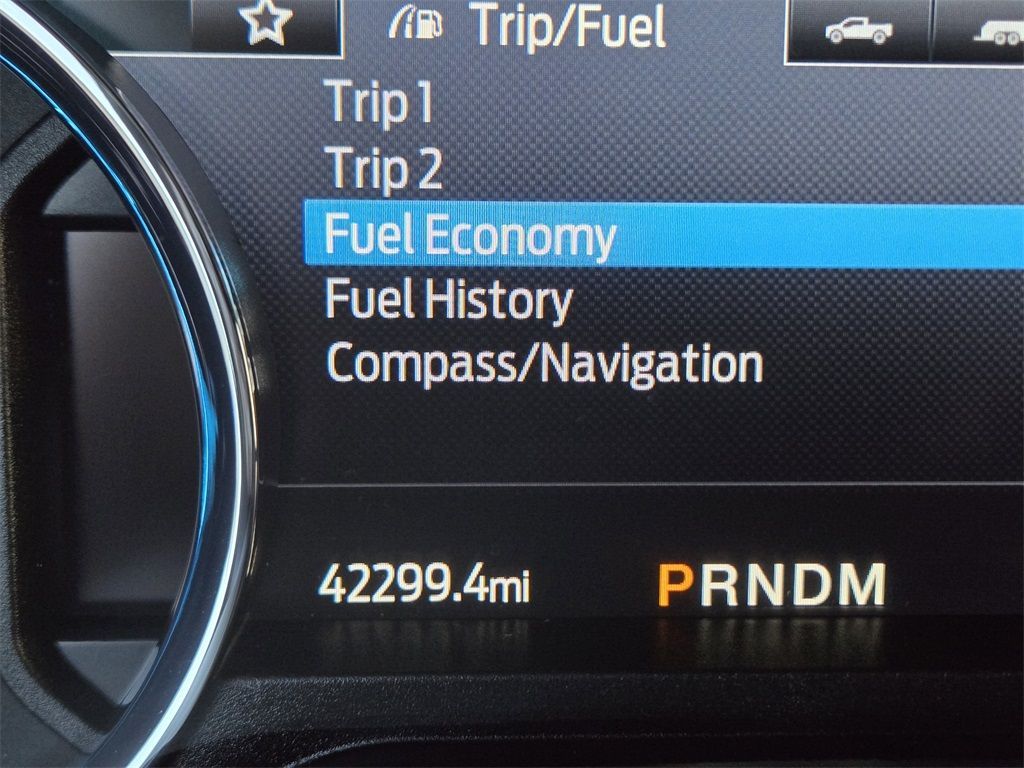 Trip/Fuel
Trip 1
Trip 2
Fuel Economy
Fuel History
Compass/Navigation
42299.4mi PRNDM